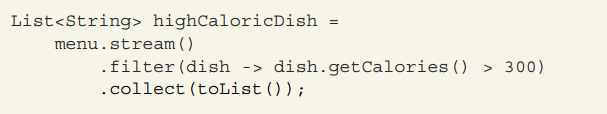 List<String> highCaloricDish =
    menu.stream()
        .filter(dish -> dish.getCalories() > 300)
        .collect(toList());